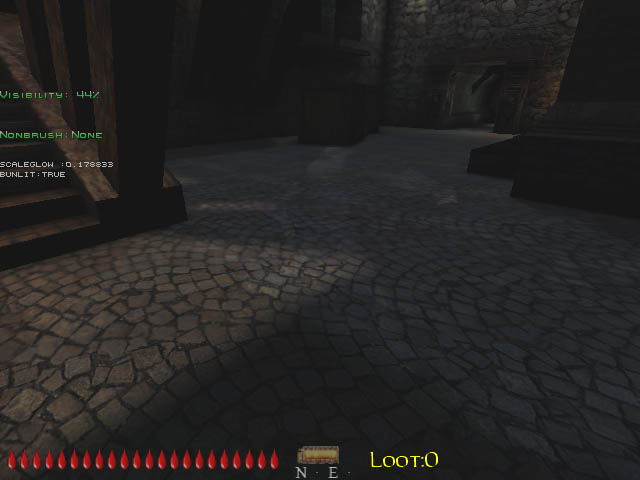 Visibility: 44%
Nonbrush: None
SCALEGLOW :0.178833
BUNLIT:TRUE
Loot:0
N · E ·